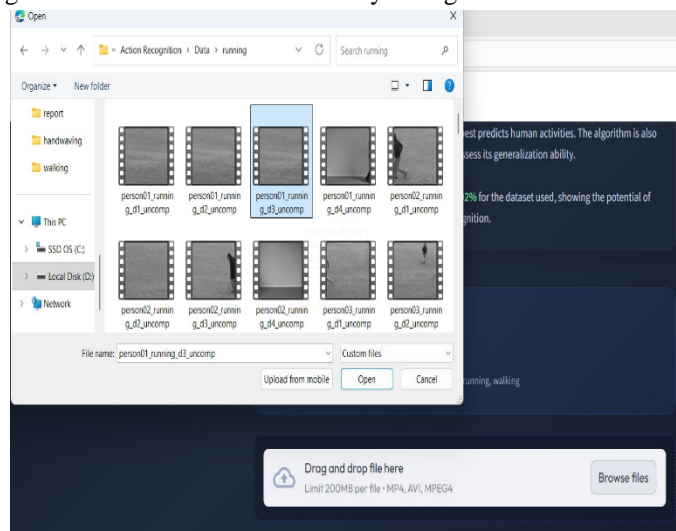 Open X
« Action Recognition > Data > running
Search running
Organize New folder
report
handwaving
walking
This PC
SSD OS (C:)
Local Disk (D:)
Network
person01_runnin person01_runnin person01_runnin person01_runnin person02_runnin
g_d1_uncomp g_d2_uncomp g_d3_uncomp g_d4_uncomp g_d1_uncomp
person02_runnin person02_runnin person02_runnin person03_runnin person03_runnin
g_d2_uncomp g_d3_uncomp g_d4_uncomp g_d1_uncomp g_d2_uncomp
File name: person01_running_d3_uncomp Custom files
Upload from mobile Open Cancel
est predicts human activities. The algorithm is also
ssess its generalization ability.
2% for the dataset used, showing the potential of
gnition.
running, walking
Drag and drop file here
Limit 200MB per file • MP4, AVI, MPEG4
Browse files